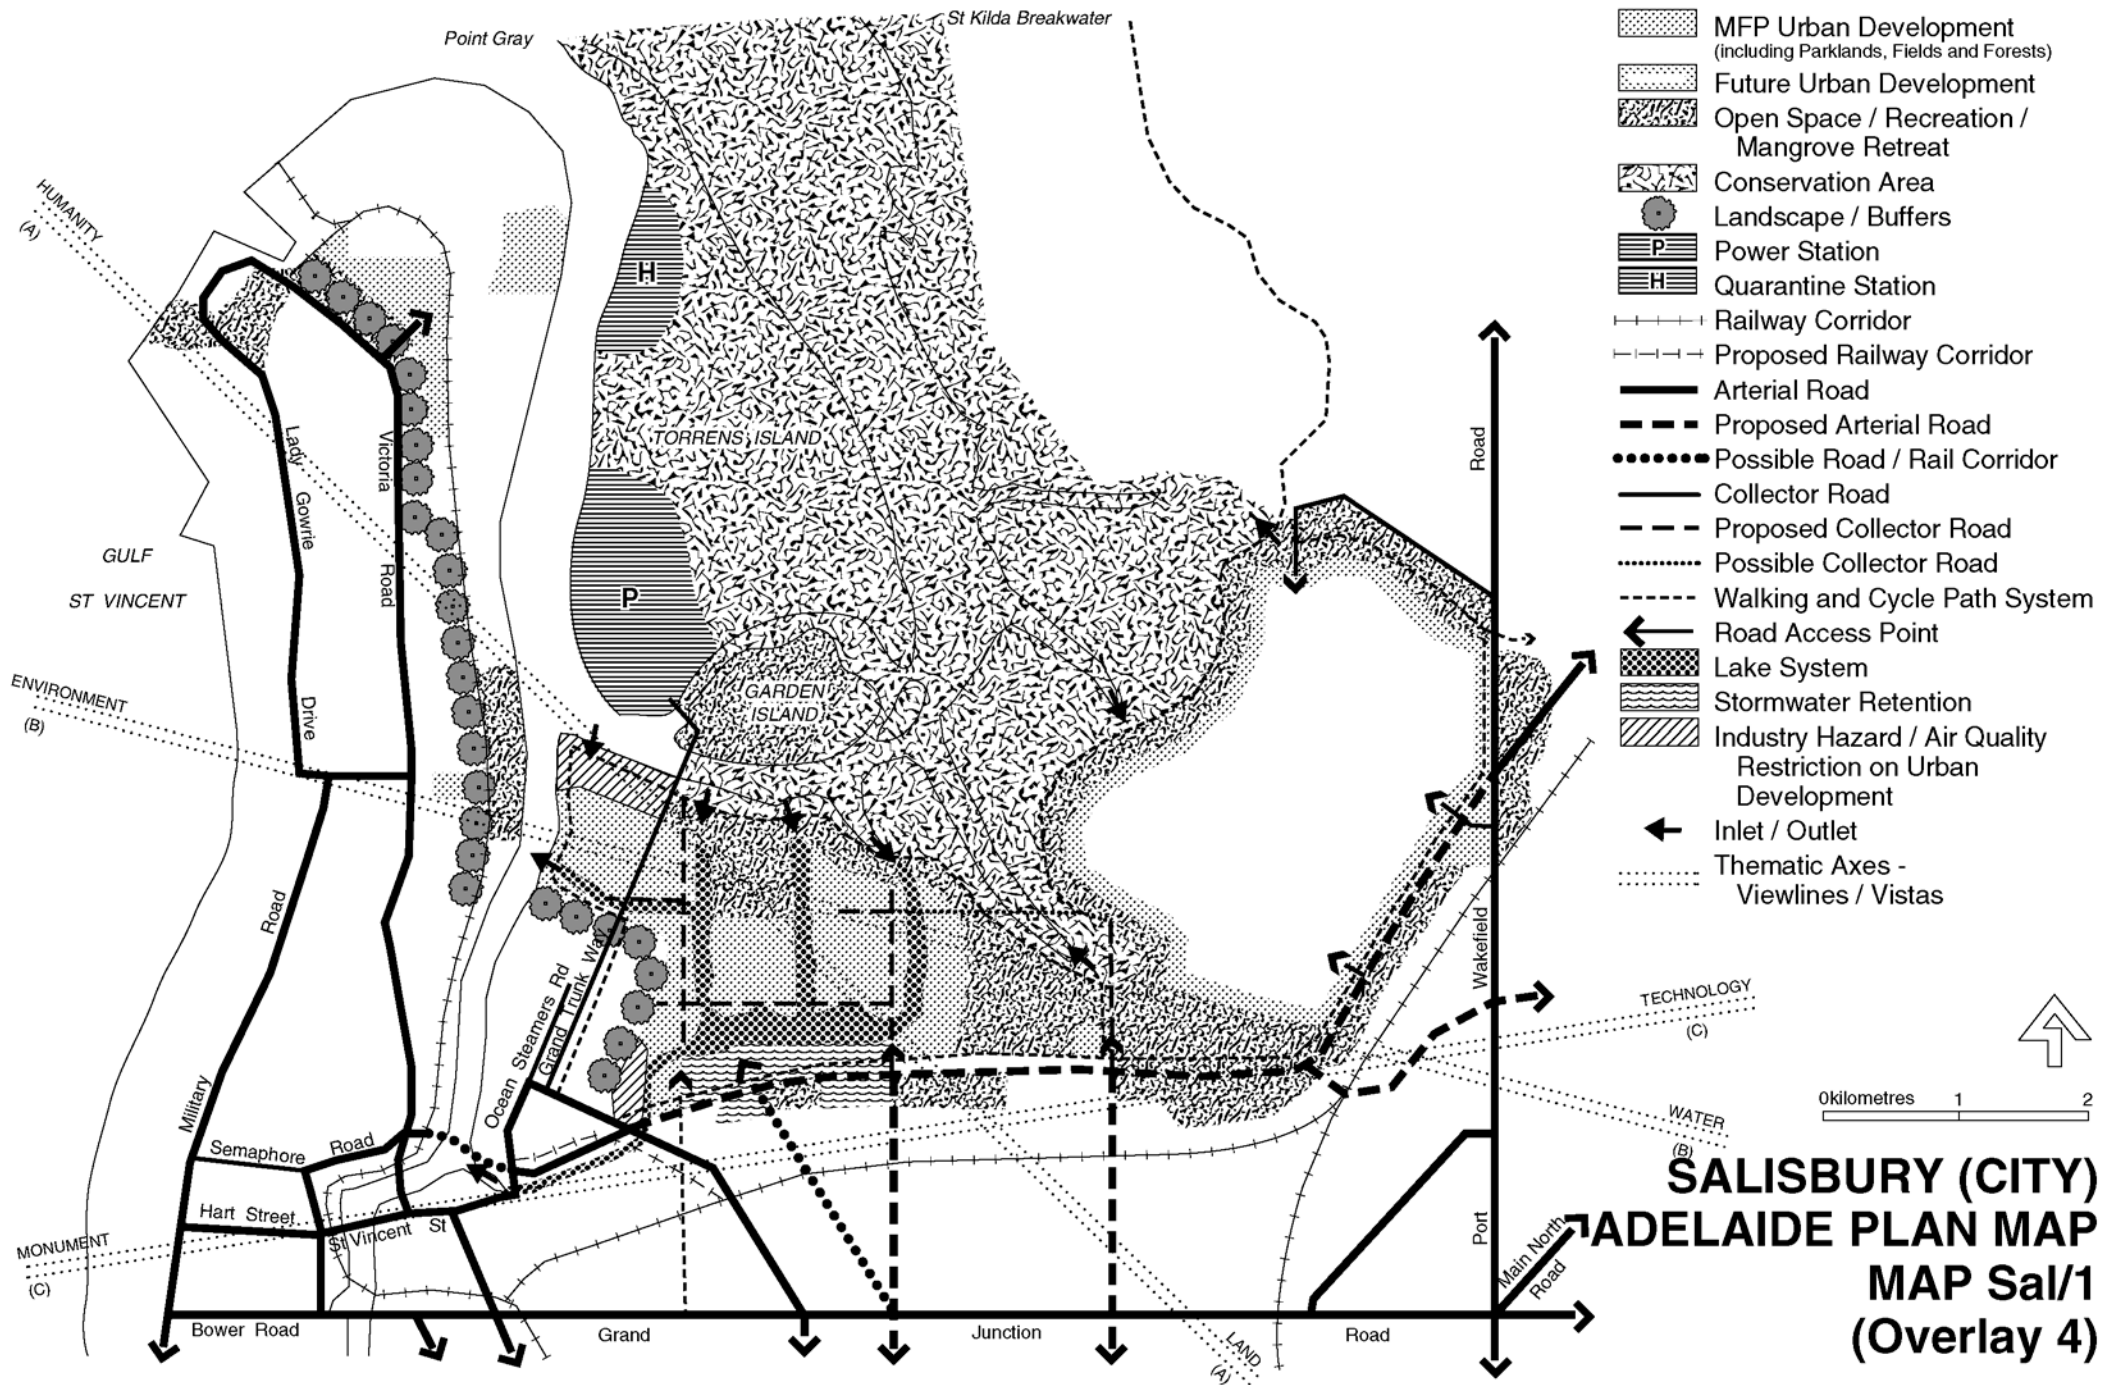 St Kilda Breakwater
Point Gray
HUMANITY
(A)
H
TORRENS ISLAND
Lady
Gowrie
Drive
Victoria
Road
GULF
ST VINCENT
P
ENVIRONMENT
(B)
GARDEN
ISLAND
Road
Wakefield
Port
Military
Road
Ocean Steamers Rd
Grand Trunk Way
TECHNOLOGY
(C)
WATER
(B)
Semaphore Road
Hart Street
St Vincent St
MONUMENT
(C)
Bower Road
Grand
Junction
Road
LAND
(A)
Main North
Road
MFP Urban Development
(including Parklands, Fields and Forests)
Future Urban Development
Open Space / Recreation /
Mangrove Retreat
Conservation Area
Landscape / Buffers
P Power Station
H Quarantine Station
Railway Corridor
Proposed Railway Corridor
Arterial Road
Proposed Arterial Road
Possible Road / Rail Corridor
Collector Road
Proposed Collector Road
Possible Collector Road
Walking and Cycle Path System
Road Access Point
Lake System
Stormwater Retention
Industry Hazard / Air Quality
Restriction on Urban
Development
Inlet / Outlet
Thematic Axes -
Viewlines / Vistas
0kilometres 1 2
SALISBURY (CITY)
ADELAIDE PLAN MAP
MAP Sal/1
(Overlay 4)